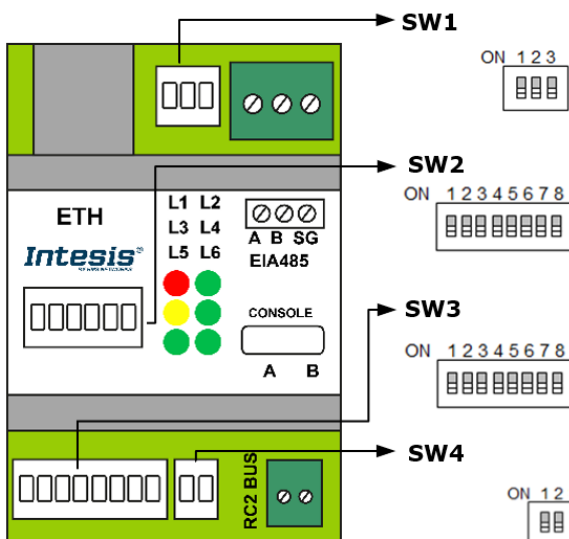 SW1
ON 1 2 3
SW2
ON 1 2 3 4 5 6 7 8
ETH
L1 L2
L3 L4
L5 L6
A B SG
EIA485
Intesis®
CONSOLE
A B
SW3
ON 1 2 3 4 5 6 7 8
SW4
ON 1 2
RC2 BUS